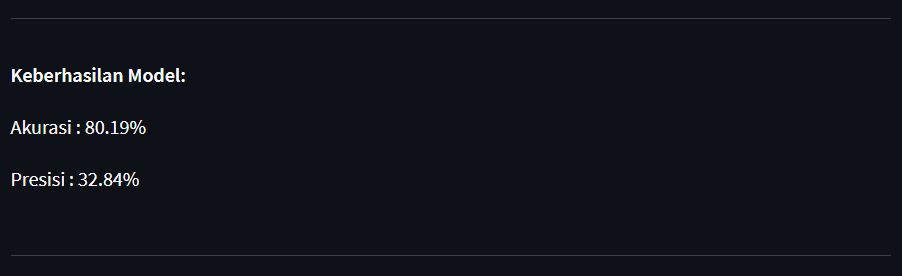 Keberhasilan Model:
Akurasi : 80.19%
Presisi : 32.84%